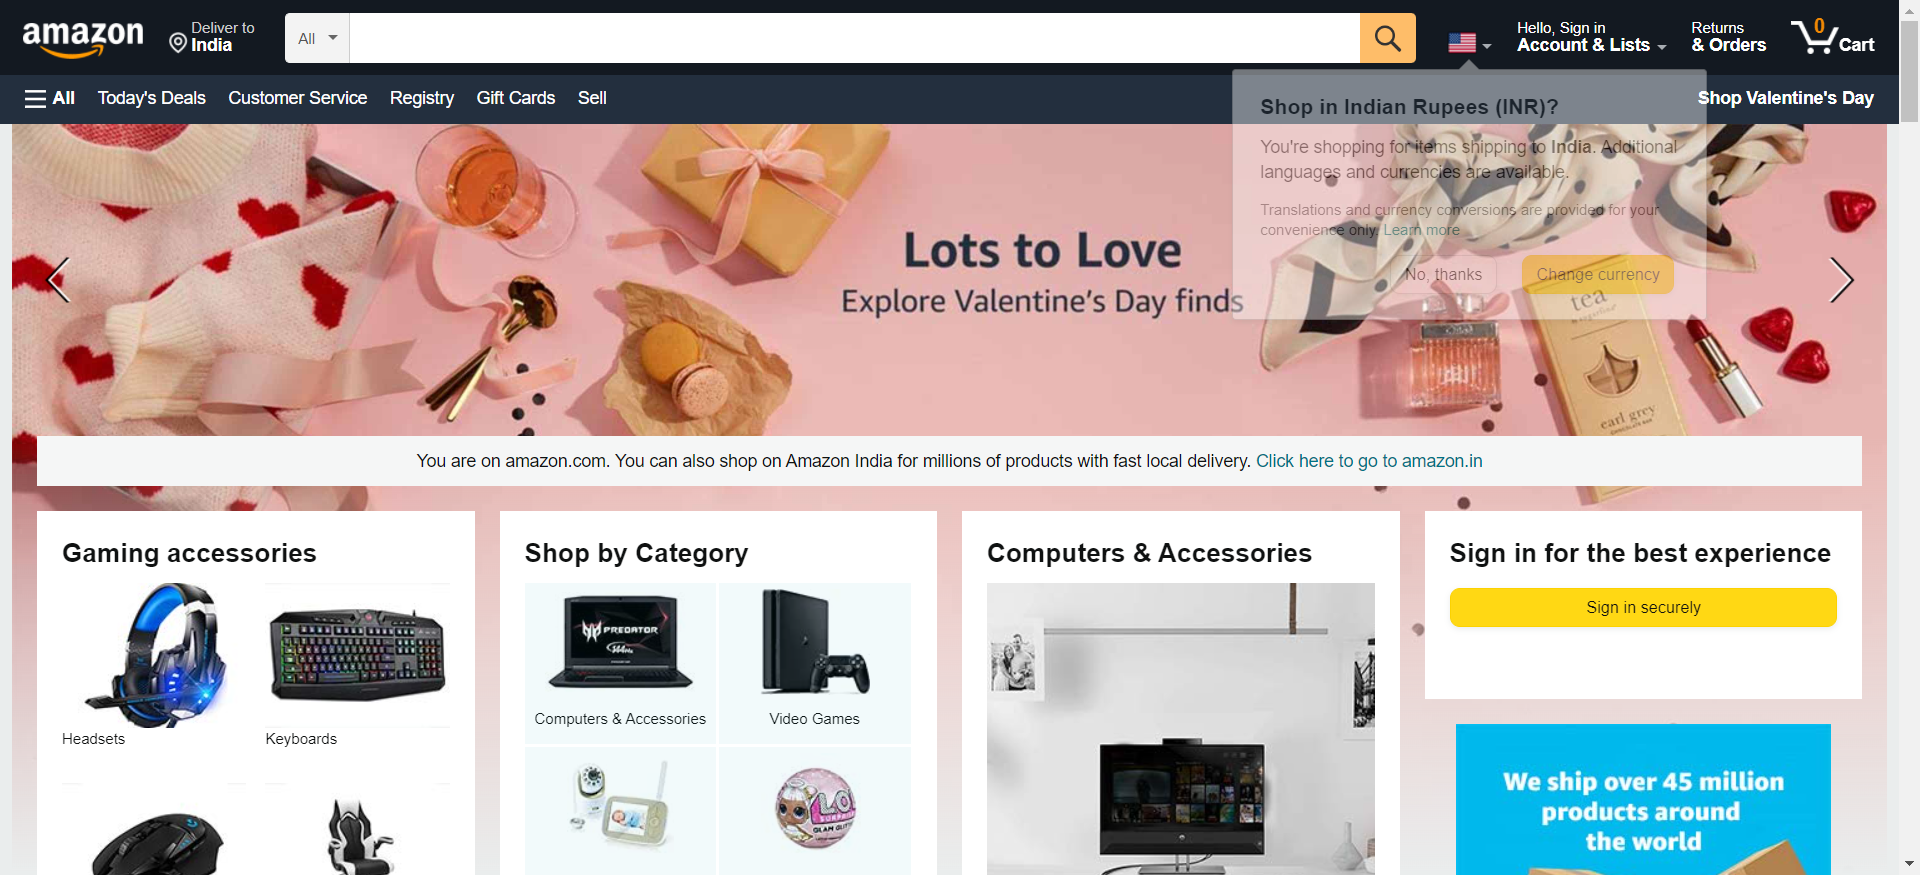 amazon
Deliver to
India
All
Hello, Sign in
Account & Lists
Returns
& Orders
0
Cart
All
Today's Deals
Customer Service
Registry
Gift Cards
Sell
Shop Valentine's Day
Shop in Indian Rupees (INR)?
You're shopping for items shipping to India. Additional
languages and currencies are available.
Translations and currency conversions are provided for your
convenience only. Learn more
No, thanks
Change currency
Lots to Love
Explore Valentine's Day finds
tea
earl grey
You are on amazon.com. You can also shop on Amazon India for millions of products with fast local delivery. Click here to go to amazon.in
Gaming accessories
Headsets
Keyboards
Shop by Category
PREDATOR
144Hz
Computers & Accessories
Video Games
L.O.L.
SURPRISE
GLAM GLITTER
Computers & Accessories
Sign in for the best experience
Sign in securely
We ship over 45 million
products around
the world